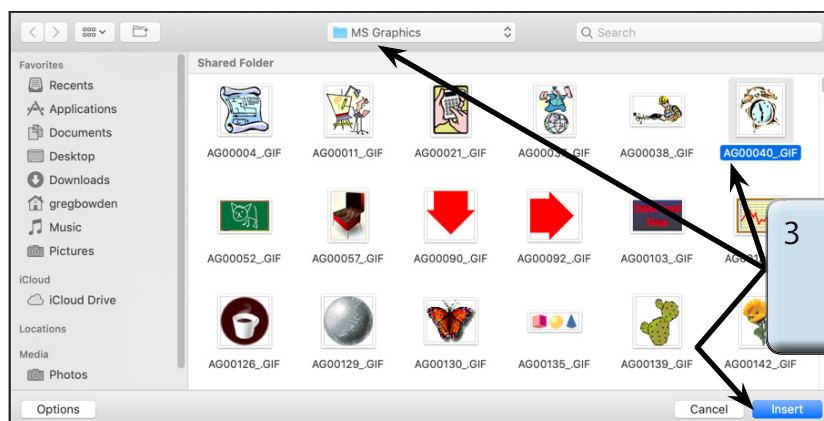 MS Graphics
Search
Favorites
Recents
Applications
Documents
Desktop
Downloads
gregbowden
Music
Pictures
iCloud
iCloud Drive
Locations
Media
Photos
Shared Folder
AG00004_.GIF AG00011_.GIF AG00021_.GIF AG00037_.GIF AG00038_.GIF AG00040_.GIF
AG00052_.GIF AG00057_.GIF AG00090_.GIF AG00092_.GIF AG00103_.GIF
3
AG00126_.GIF AG00129_.GIF AG00130_.GIF AG00135_.GIF AG00139_.GIF AG00142_.GIF
Options Cancel Insert